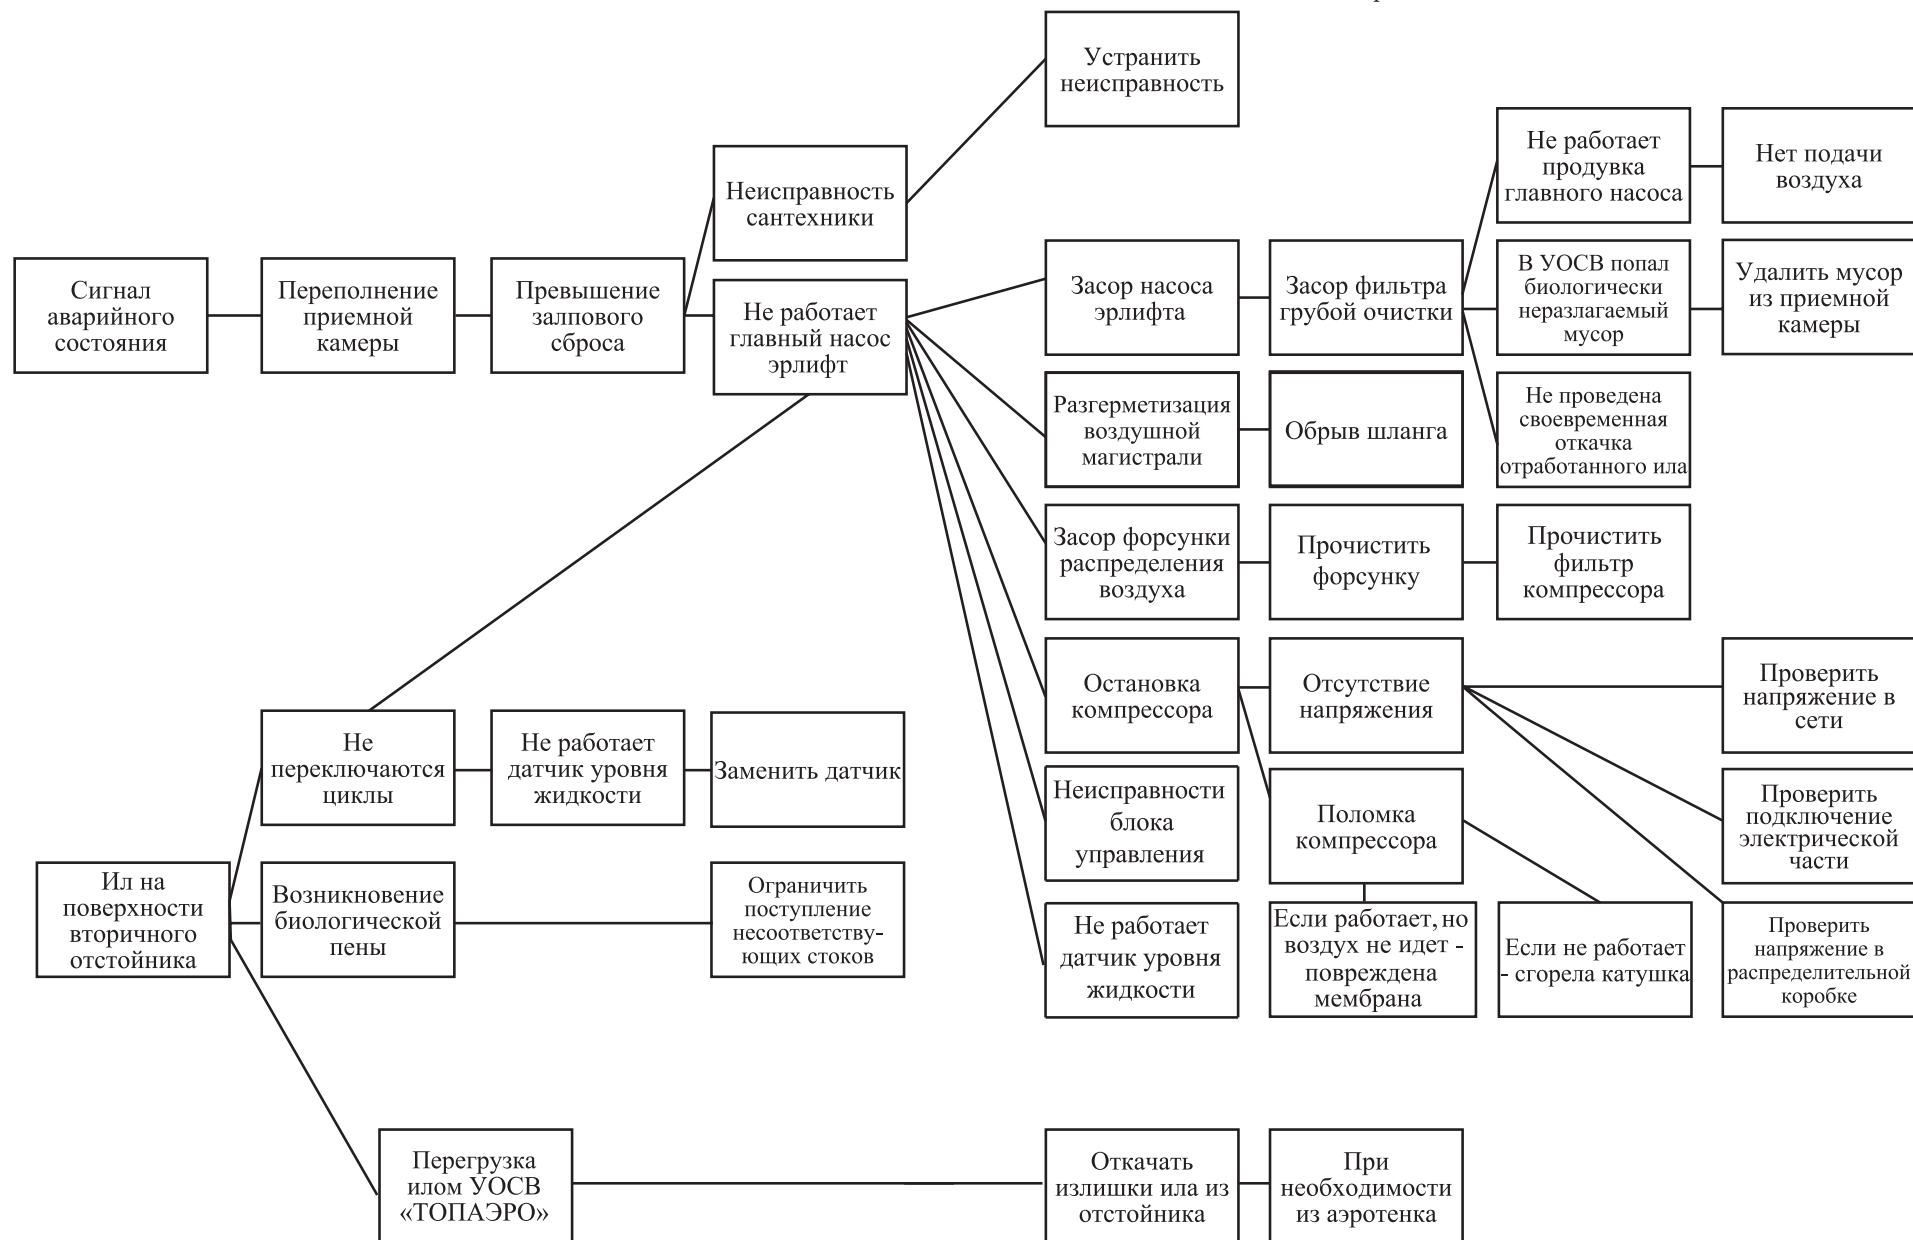 Устранить
неисправность
Не работает
продувка
главного насоса
Нет подачи
воздуха
Неисправность
сантехники
Сигнал
аварийного
состояния
Переполнение
приемной
камеры
Превышение
залпового
сброса
Не работает
главный насос
эрлифт
Засор насоса
эрлифта
Засор фильтра
грубой очистки
В УОСВ попал
биологически
неразлагаемый
мусор
Удалить мусор
из приемной
камеры
Разгерметизация
воздушной
магистрали
Обрыв шланга
Не проведена
своевременная
откачка
отработанного ила
Засор форсунки
распределения
воздуха
Прочистить
форсунку
Прочистить
фильтр
компрессора
Остановка
компрессора
Отсутствие
напряжения
Проверить
напряжение в
сети
Не
переключаются
циклы
Не работает
датчик уровня
жидкости
Заменить датчик
Неисправности
блока
управления
Поломка
компрессора
Проверить
подключение
электрической
части
Ил на
поверхности
вторичного
отстойника
Возникновение
биологической
пены
Ограничить
поступление
несоответству-
ющих стоков
Не работает
датчик уровня
жидкости
Если работает, но
воздух не идет -
повреждена
мембрана
Если не работает
- сгорела катушка
Проверить
напряжение в
распределительной
коробке
Перегрузка
илом УОСВ
«ТОПАЭРО»
Откачать
излишки ила из
отстойника
При
необходимости
из аэротенка